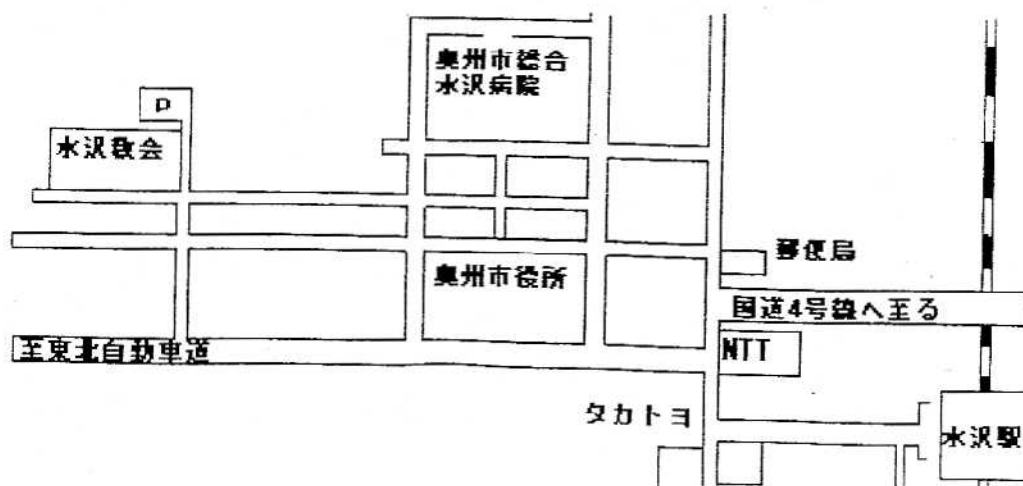 奥州市総合
水沢病院
P
水沢教会
郵便局
奥州市役所
国道4号線へ至る
至東北自動車道
NTT
タカトヨ
水沢駅